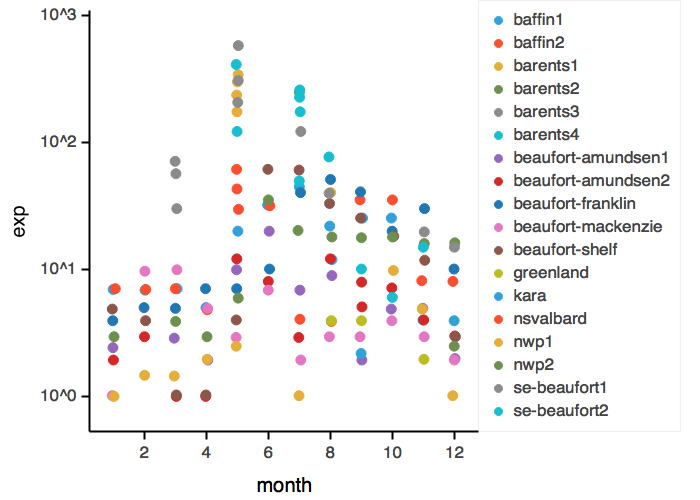 10^3
10^2
10^1
10^0
exp
2 4 6 8 10 12
month
baffin1
baffin2
barents1
barents2
barents3
barents4
beaufort-amundsen1
beaufort-amundsen2
beaufort-franklin
beaufort-mackenzie
beaufort-shelf
greenland
kara
nsvalbard
nwp1
nwp2
se-beaufort1
se-beaufort2